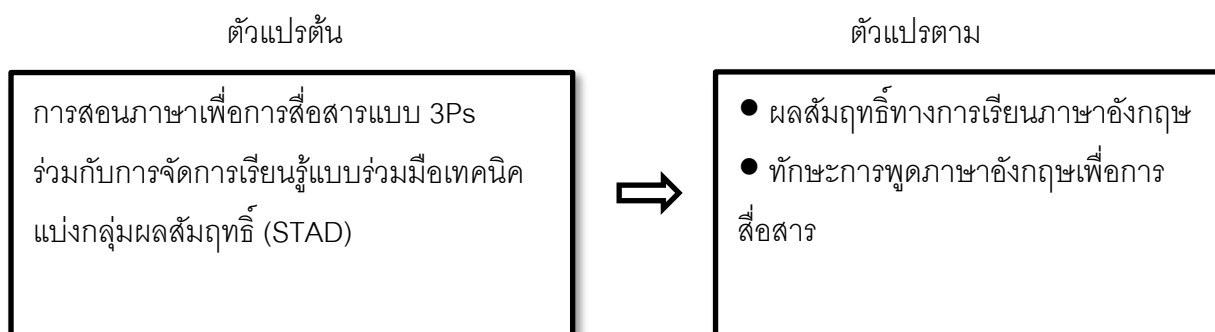 ตัวแปรต้น
ตัวแปรตาม
การสอนภาษาเพื่อการสื่อสารแบบ 3Ps
ร่วมกับการจัดการเรียนรู้แบบร่วมมือเทคนิค
แบ่งกลุ่มผลสัมฤทธิ์ (STAD)
● ผลสัมฤทธิ์ทางการเรียนภาษาอังกฤษ
● ทักษะการพูดภาษาอังกฤษเพื่อการ
สื่อสาร